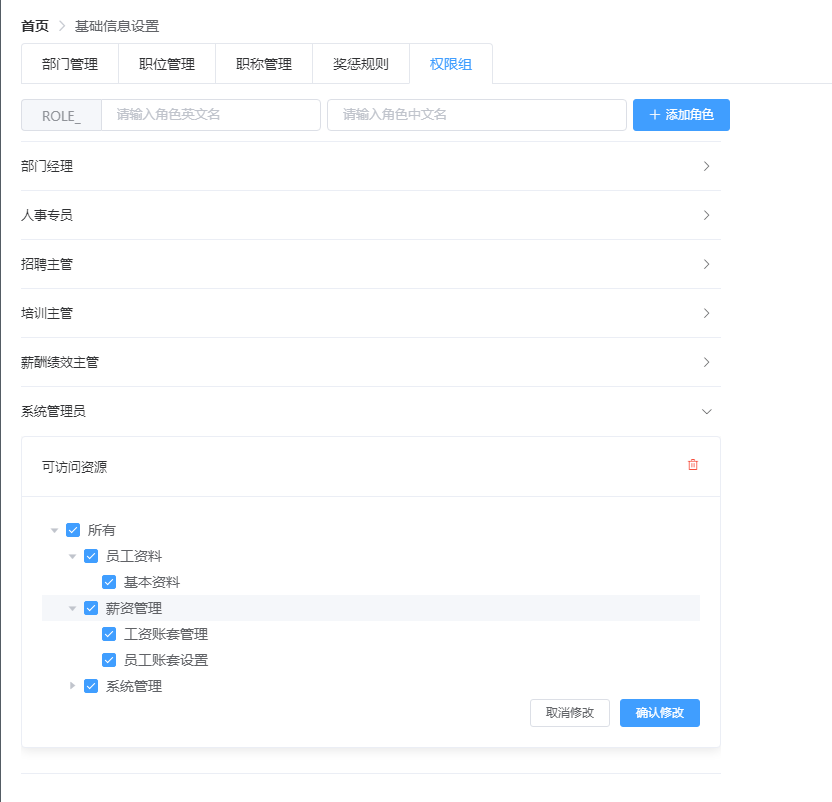 首页 基础信息设置
部门管理 职位管理 职称管理 奖惩规则 权限组
ROLE_ 请输入角色英文名 请输入角色中文名 添加角色
部门经理
人事专员
招聘主管
培训主管
薪酬绩效主管
系统管理员
可访问资源
所有
员工资料
基本资料
薪资管理
工资账套管理
员工账套设置
系统管理
取消修改 确认修改